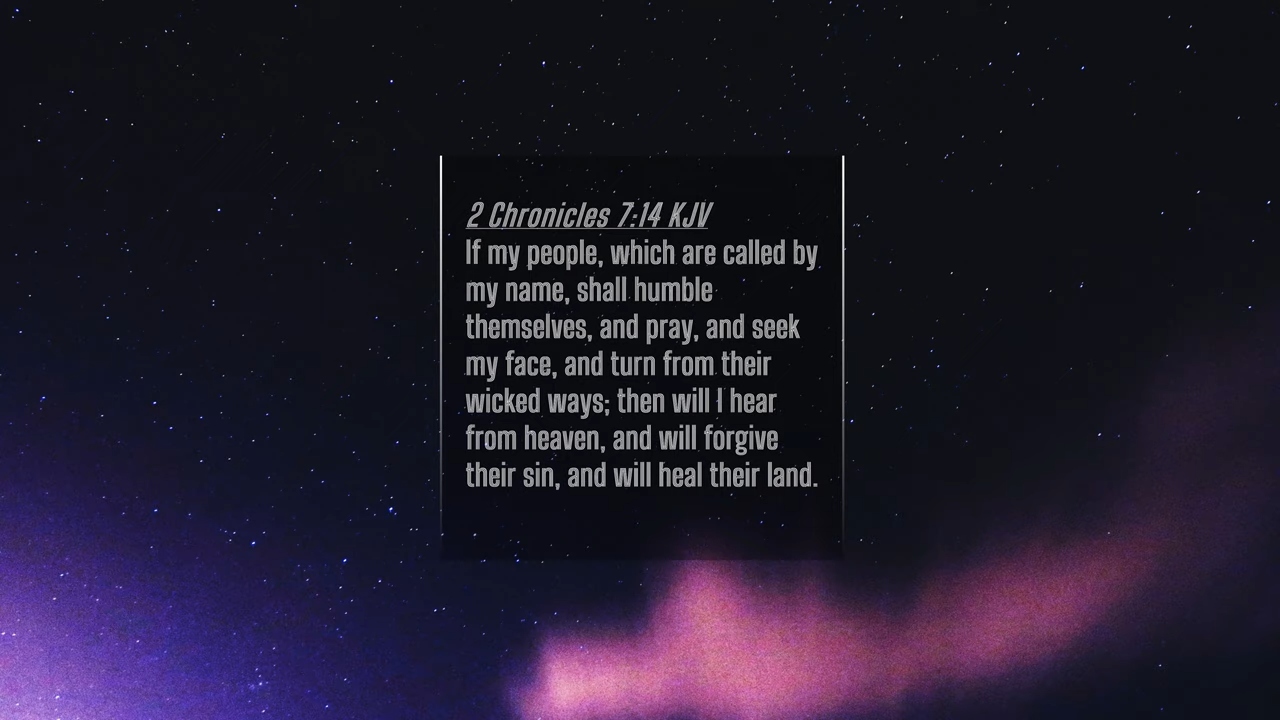 2 Chronicles 7:14 KJV
If my people, which are called by
my name, shall humble
themselves, and pray, and seek
my face, and turn from their
wicked ways; then will I hear
from heaven, and will forgive
their sin, and will heal their land.